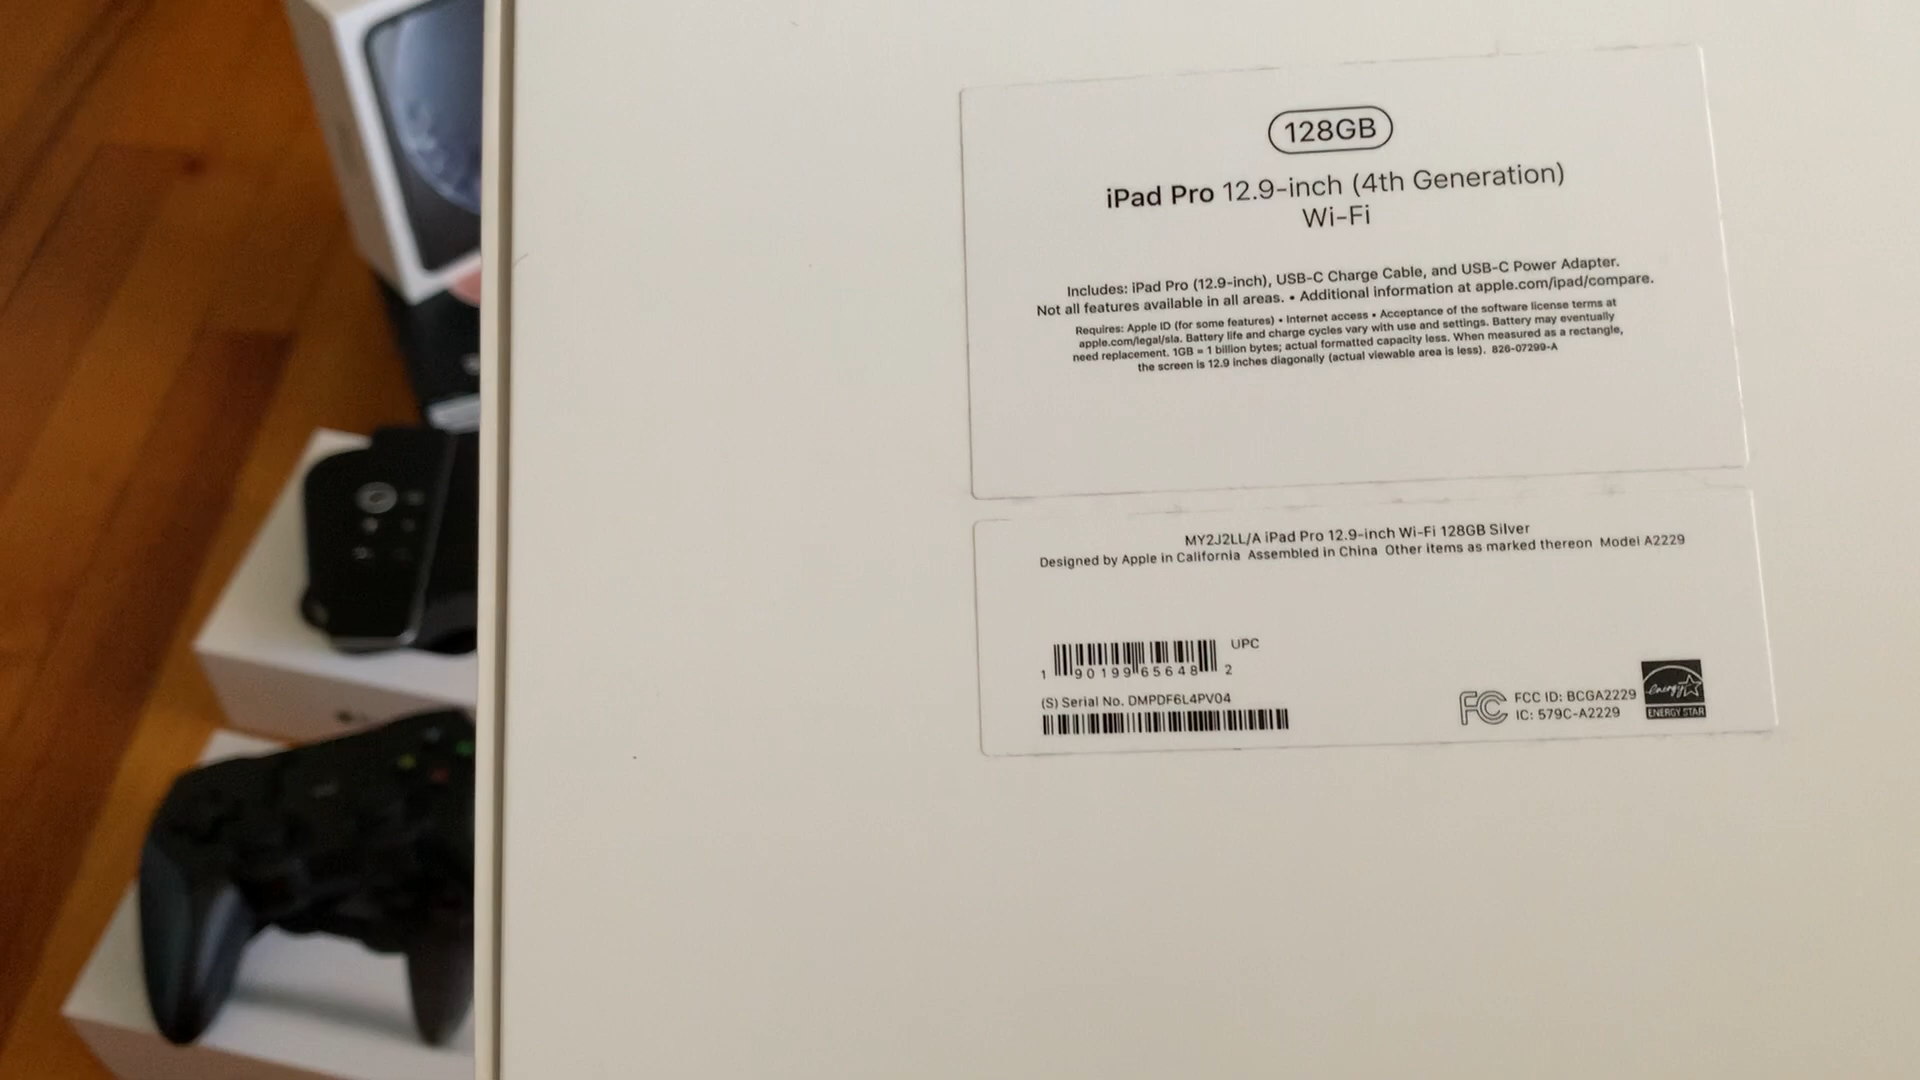 128GB
iPad Pro 12.9-inch (4th Generation)
Wi-Fi
Includes: iPad Pro (12.9-inch), USB-C Charge Cable, and USB-C Power Adapter.
Not all features available in all areas. • Additional information at apple.com/ipad/compare.
Requires: Apple ID (for some features) • Internet access • Acceptance of the software license terms at
apple.com/legal/sla. Battery life and charge cycles vary with use and settings. Battery may eventually
need replacement. 1GB = 1 billion bytes; actual formatted capacity less. When measured as a rectangle,
the screen is 12.9 inches diagonally (actual viewable area is less). 826-07299-A
MY2J2LL/A iPad Pro 12.9-inch Wi-Fi 128GB Silver
Designed by Apple in California Assembled in China Other items as marked thereon Model A2229
UPC
1 90199 65648 2
(S) Serial No. DMPDF6L4PV04
FC FCC ID: BCGA2229
IC: 579C-A2229
energy
ENERGY STAR